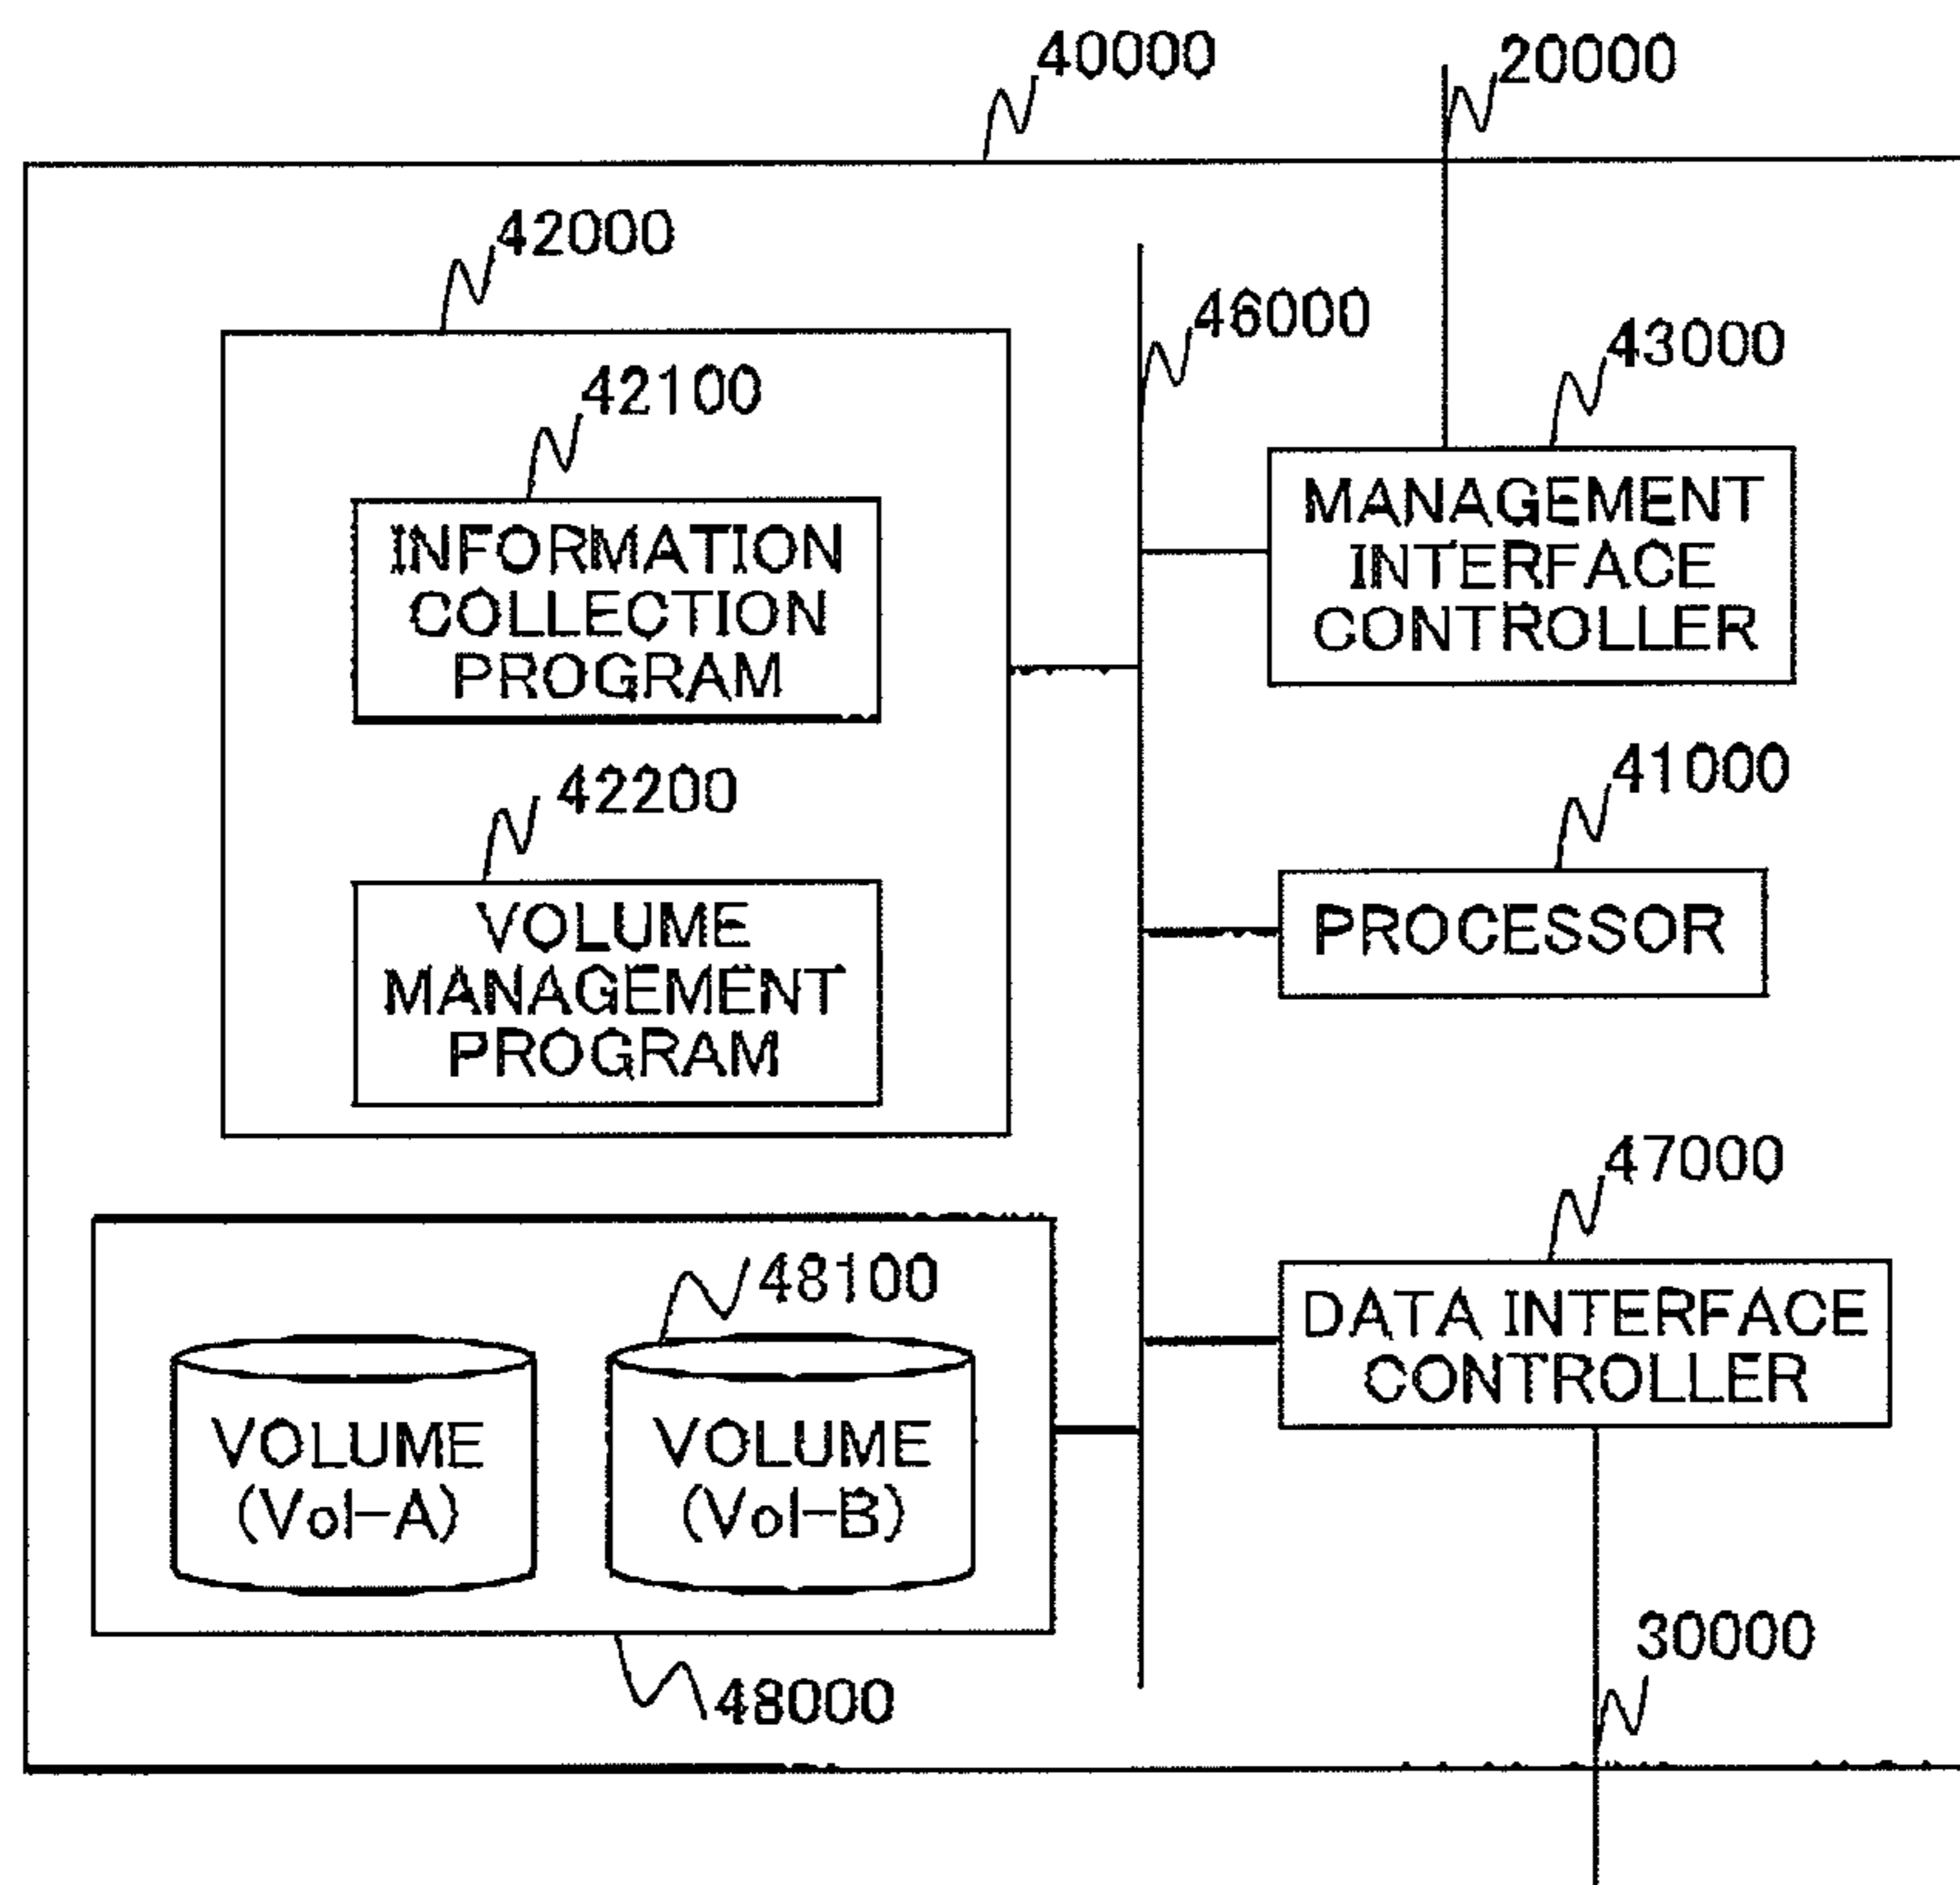 40000
20000
42000
46000
43000
42100
INFORMATION
COLLECTION
PROGRAM
MANAGEMENT
INTERFACE
CONTROLLER
42200
VOLUME
MANAGEMENT
PROGRAM
41000
PROCESSOR
47000
DATA INTERFACE
CONTROLLER
48100
VOLUME
(Vol-A)
VOLUME
(Vol-B)
48000
30000